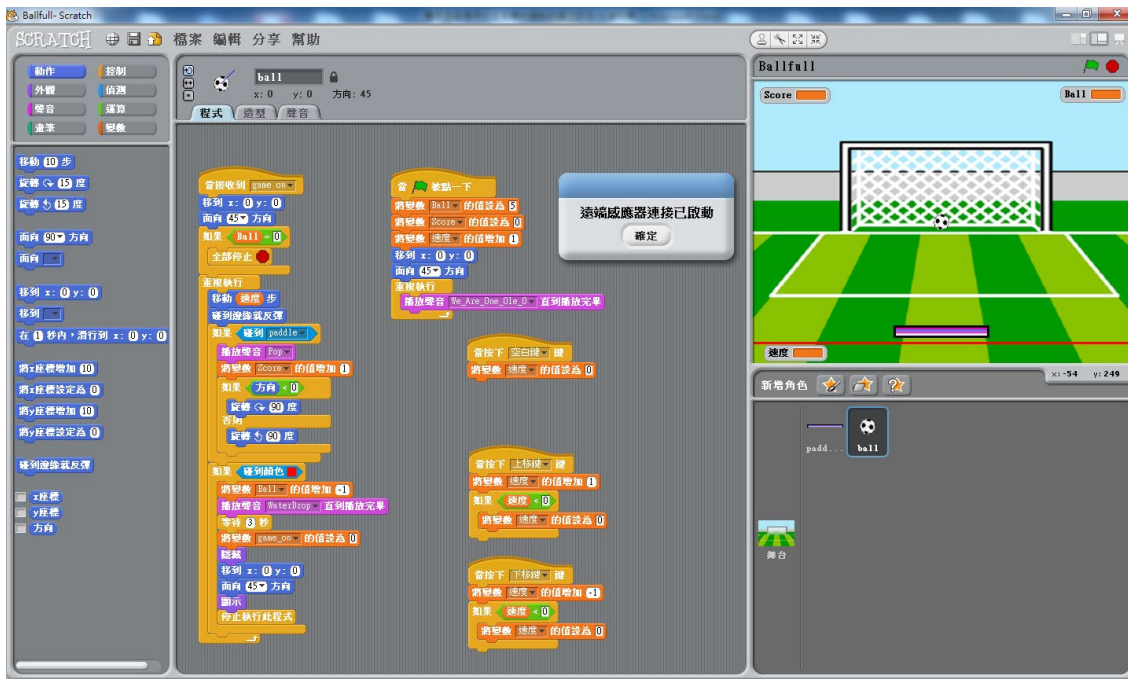 Ballfull- Scratch
SCRATCH 檔案 編輯 分享 幫助
動作 控制
外觀 偵測
聲音 運算
畫筆 變數
移動 10 步
旋轉 15 度
旋轉 15 度
面向 90 方向
面向
移到 x: 0 y: 0
移到
在 1 秒內,滑行到 x: 0 y: 0
將x座標增加 10
將x座標設定為 0
將y座標增加 10
將y座標設定為 0
碰到邊緣就反彈
x座標
y座標
方向
ball
x: 0 y: 0 方向: 45
程式 造型 聲音
當接收到 game on
移到 x: 0 y: 0
面向 45 方向
如果 Ball = 0
全部停止
重複執行
移動 速度 步
碰到邊緣就反彈
如果 碰到 paddle
播放聲音 Pop
將變數 Score 的值增加 1
如果 方向 < 0
旋轉 90 度
否則
旋轉 90 度
如果 碰到顏色
將變數 Ball 的值增加 -1
播放聲音 WaterDrop 直到播放完畢
等待 3 秒
將變數 game_on 的值設為 0
隱藏
移到 x: 0 y: 0
面向 45 方向
顯示
停止執行此程式
當 被點一下
將變數 Ball 的值設為 5
將變數 Score 的值設為 0
將變數 速度 的值增加 1
移到 x: 0 y: 0
面向 45 方向
重複執行
播放聲音 We_Are_One_Ole_O 直到播放完畢
當按下 空白鍵 鍵
將變數 速度 的值設為 0
當按下 上移鍵 鍵
將變數 速度 的值增加 1
如果 速度 < 0
將變數 速度 的值設為 0
當按下 下移鍵 鍵
將變數 速度 的值增加 -1
如果 速度 < 0
將變數 速度 的值設為 0
遠端感應器連接已啟動
確定
Ballfull
Score
Ball
速度
x: -54 y: 249
新增角色
padd...
ball
舞台